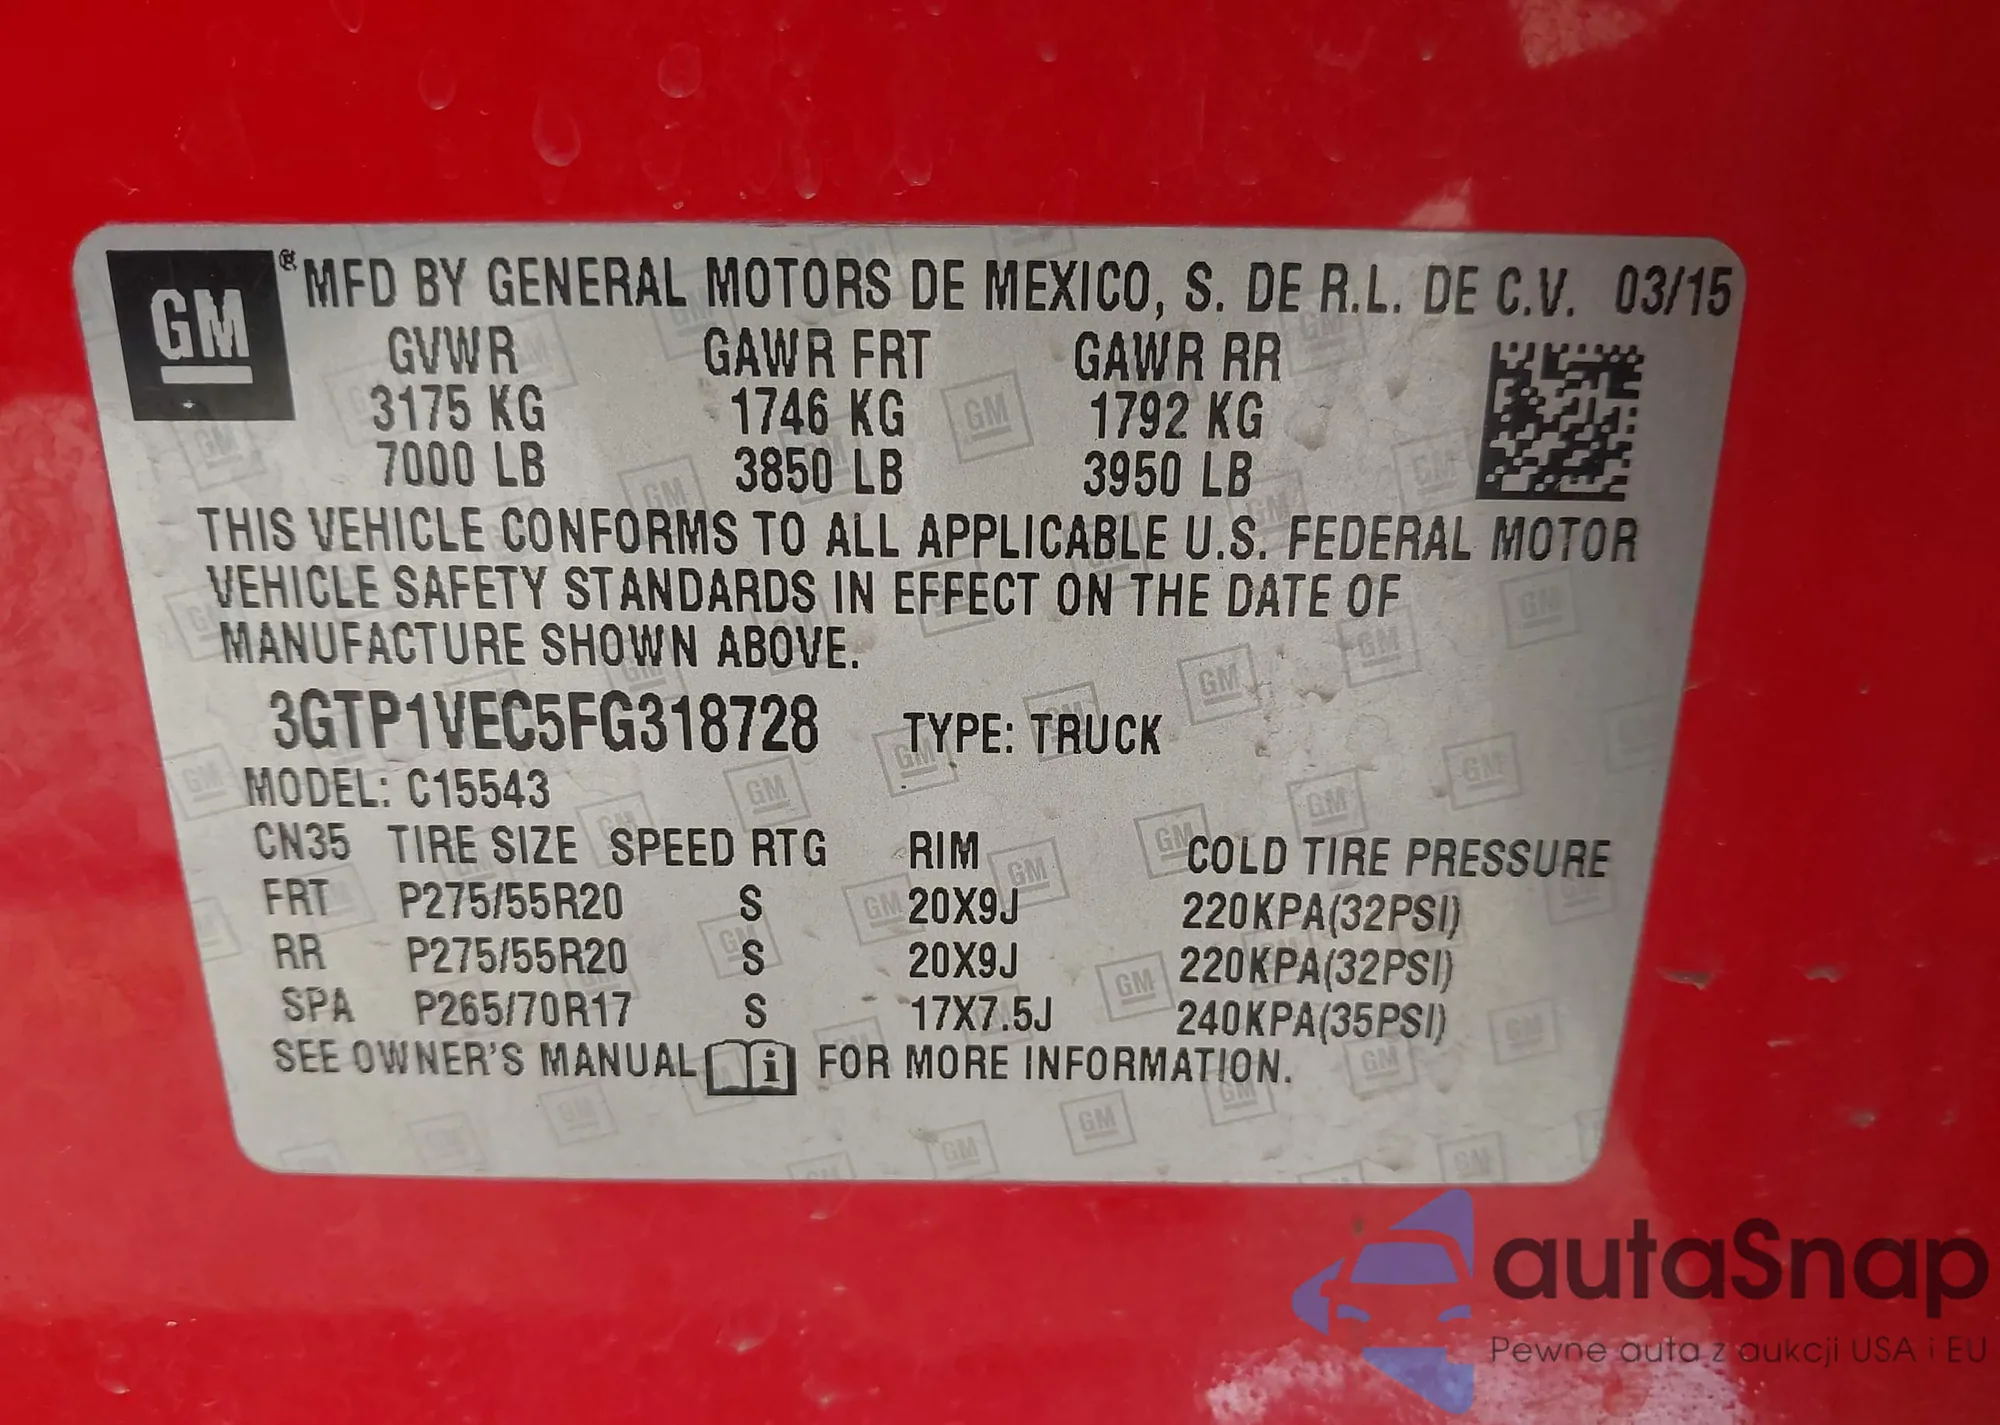 GM ® MFD BY GENERAL MOTORS DE MEXICO, S. DE R.L. DE C.V. 03/15
GVWR GAWR FRT GAWR RR
3175 KG 1746 KG 1792 KG
7000 LB 3850 LB 3950 LB
THIS VEHICLE CONFORMS TO ALL APPLICABLE U.S. FEDERAL MOTOR
VEHICLE SAFETY STANDARDS IN EFFECT ON THE DATE OF
MANUFACTURE SHOWN ABOVE.
3GTP1VEC5FG318728 TYPE: TRUCK
MODEL: C15543
CN35 TIRE SIZE SPEED RTG RIM COLD TIRE PRESSURE
FRT P275/55R20 S 20X9J 220KPA(32PSI)
RR P275/55R20 S 20X9J 220KPA(32PSI)
SPA P265/70R17 S 17X7.5J 240KPA(35PSI)
SEE OWNER'S MANUAL i FOR MORE INFORMATION.
autaSnap
Pewne auta z aukcji USA i EU